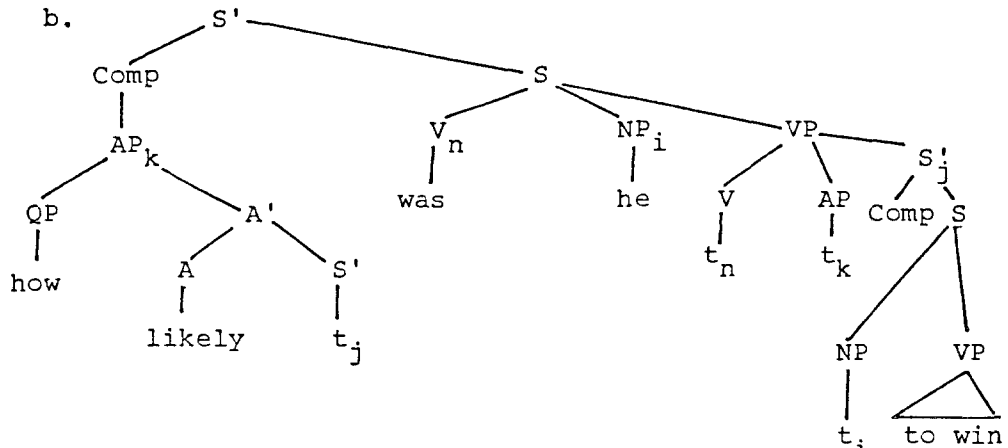 b.
S'
Comp S
V_n NP_i VP
AP_k S'_j
was he
QP A' V AP Comp S
how A S' t_n t_k
likely t_j
NP VP
t_i to win